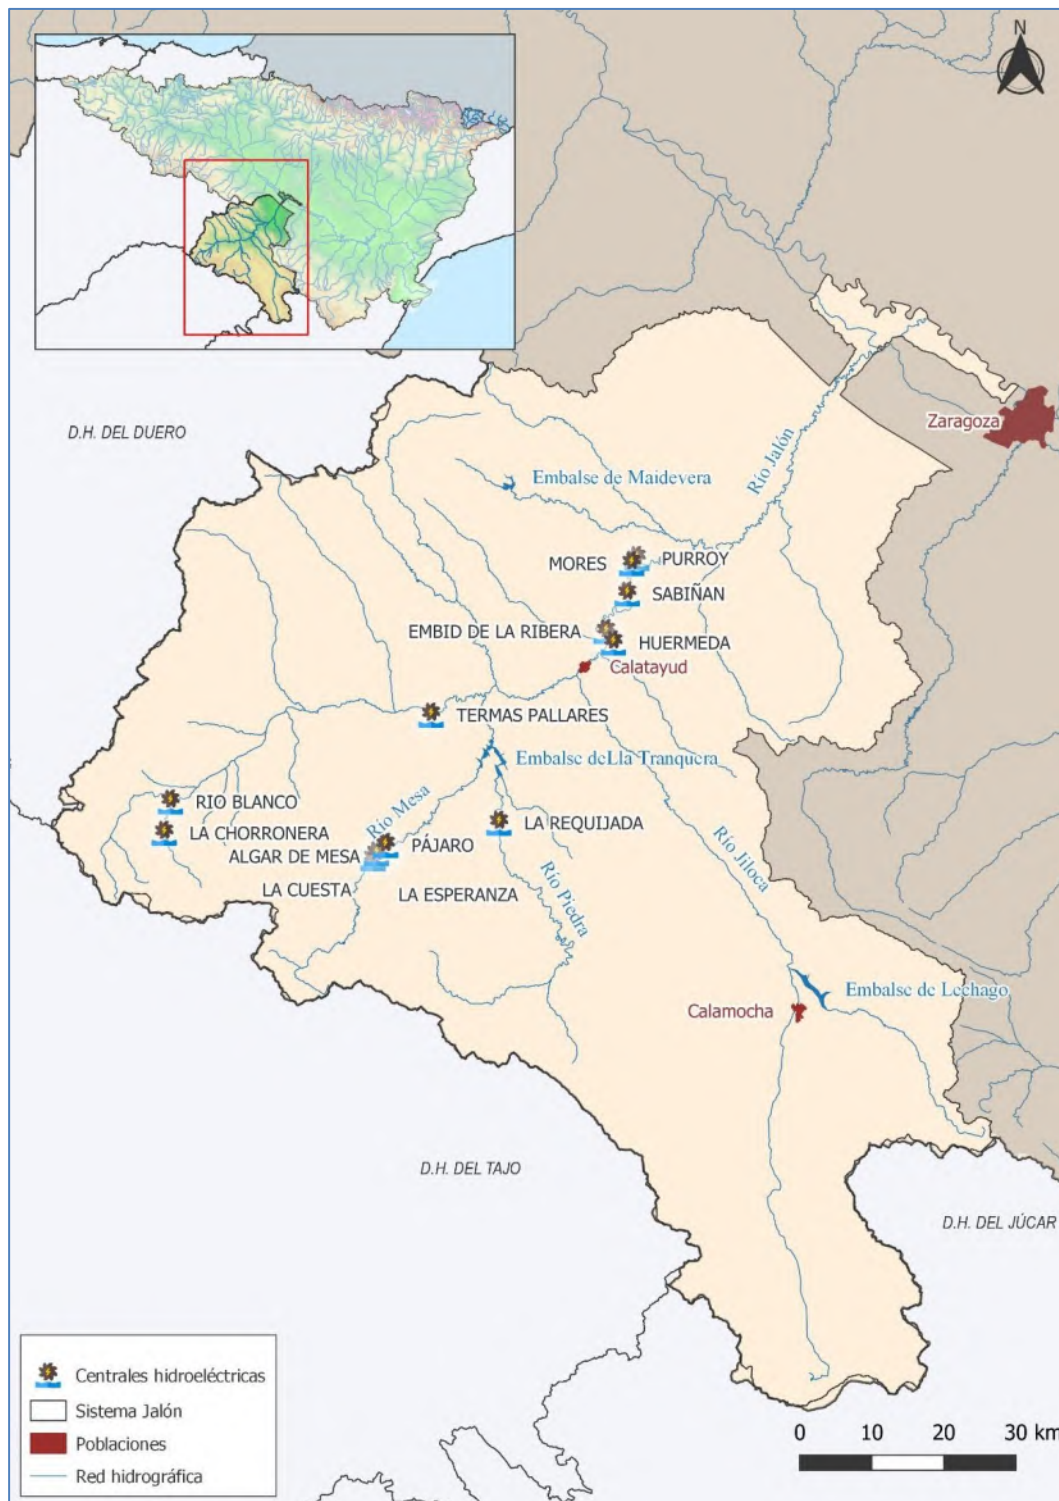 N
D.H. DEL DUERO
Zaragoza
Río Jalón
Embalse de Maidevera
MORES
PURROY
SABIÑAN
EMBID DE LA RIBERA
HUERMEDA
Calatayud
TERMAS PALLARES
Embalse deLla Tranquera
RIO BLANCO
Río Mesa
LA REQUIJADA
LA CHORRONERA
PÁJARO
ALGAR DE MESA
LA CUESTA
LA ESPERANZA
Río Piedra
Río Jiloca
Embalse de Lechago
Calamocha
D.H. DEL TAJO
D.H. DEL JÚCAR
Centrales hidroeléctricas
Sistema Jalón
Poblaciones
Red hidrográfica
0 10 20 30 km